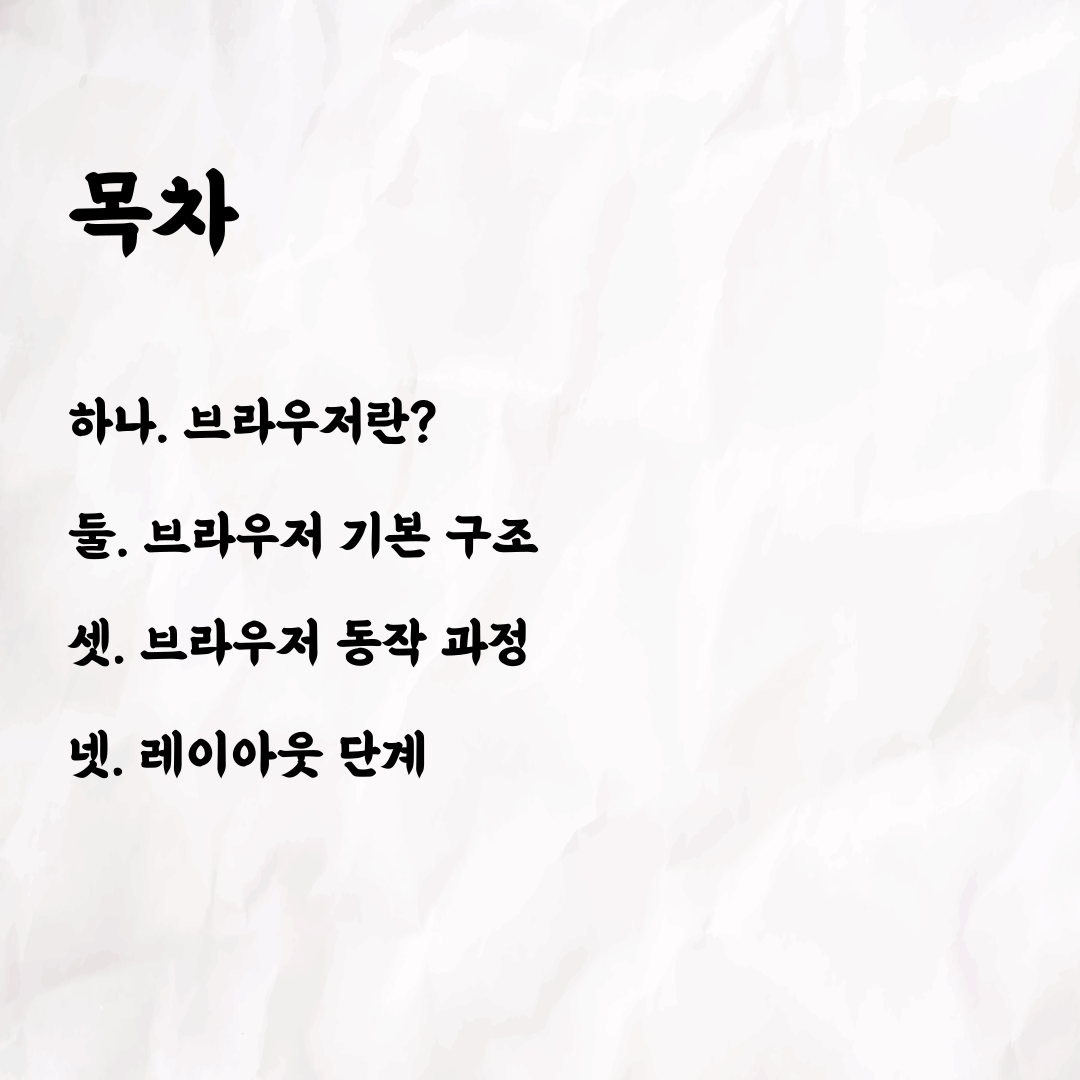 목차
하나. 브라우저란?
둘. 브라우저 기본 구조
셋. 브라우저 동작 과정
넷. 레이아웃 단계